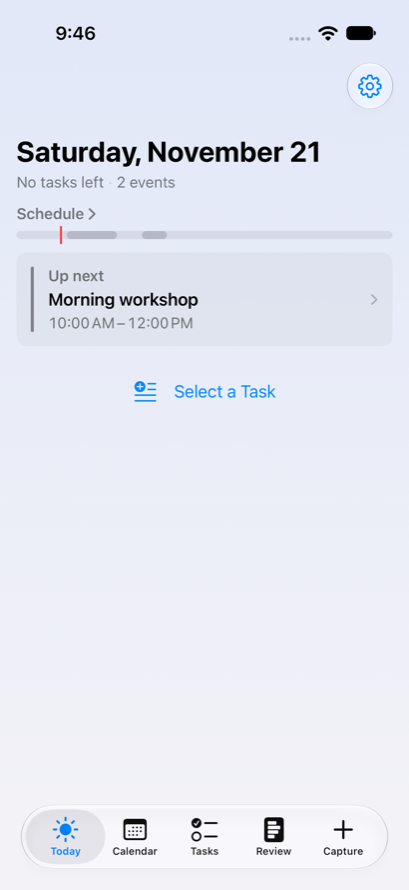 9:46
Saturday, November 21
No tasks left · 2 events
Schedule
Up next
Morning workshop
10:00 AM – 12:00 PM
Select a Task
Today
Calendar
Tasks
Review
Capture